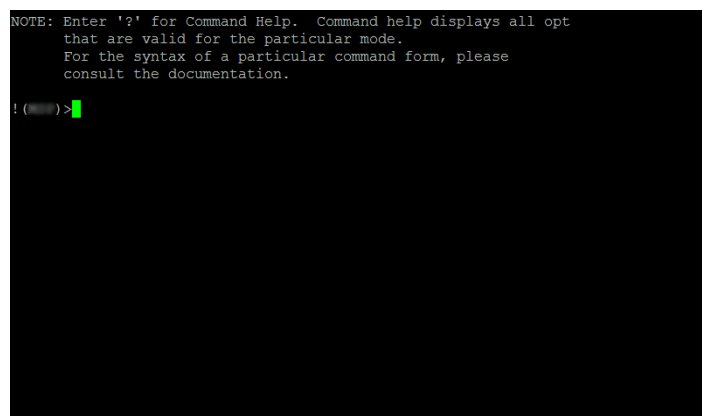 NOTE: Enter '?' for Command Help.  Command help displays all opt
that are valid for the particular mode.
For the syntax of a particular command form, please
consult the documentation.
!( )>